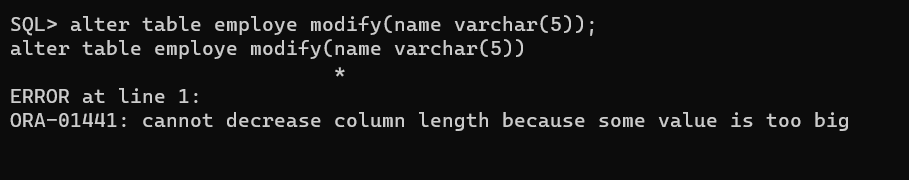 SQL> alter table employe modify(name varchar(5));
alter table employe modify(name varchar(5))
*
ERROR at line 1:
ORA-01441: cannot decrease column length because some value is too big